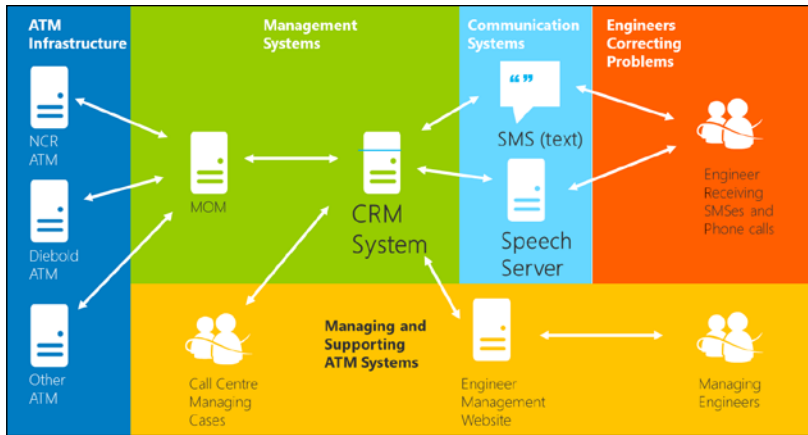 ATM
Infrastructure
Management
Systems
Communication
Systems
Engineers
Correcting
Problems
NCR
ATM
MOM
CRM
System
“ ”
SMS (text)
Speech
Server
Engineer
Receiving
SMSes and
Phone calls
Diebold
ATM
Other
ATM
Call Centre
Managing
Cases
Managing and
Supporting
ATM Systems
Engineer
Management
Website
Managing
Engineers